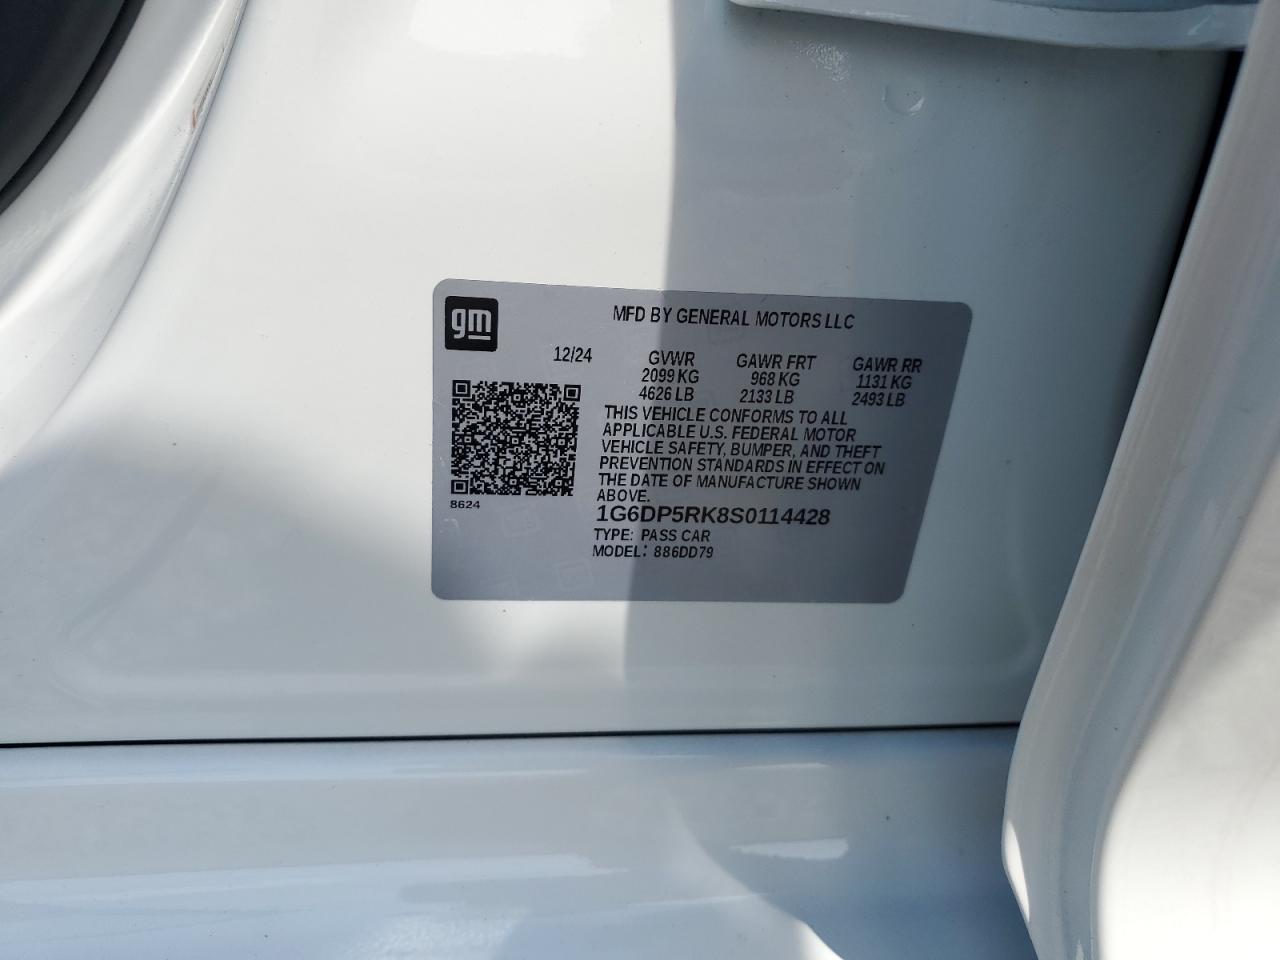 gm
MFD BY GENERAL MOTORS LLC
12/24 GVWR GAWR FRT GAWR RR
2099 KG 968 KG 1131 KG
4626 LB 2133 LB 2493 LB
THIS VEHICLE CONFORMS TO ALL
APPLICABLE U.S. FEDERAL MOTOR
VEHICLE SAFETY, BUMPER, AND THEFT
PREVENTION STANDARDS IN EFFECT ON
THE DATE OF MANUFACTURE SHOWN
ABOVE.
8624
1G6DP5RK8S0114428
TYPE: PASS CAR
MODEL: 886DD79